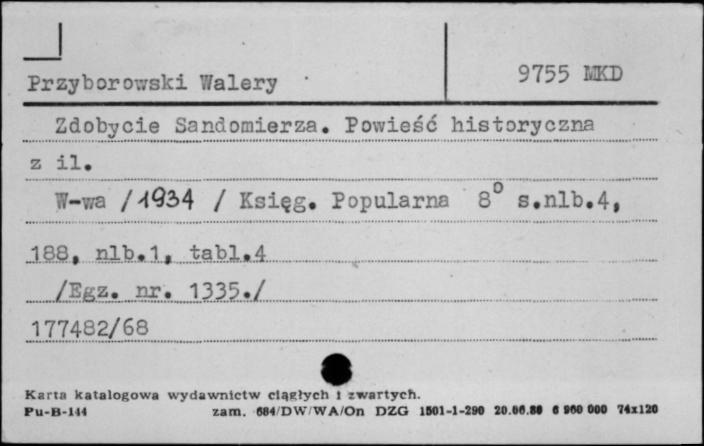 Przyborowski Walery
9755 MKD
Zdobycie Sandomierza. Powieść historyczna
z il.
W-wa /1934 / Księg. Popularna 8° s.nlb.4,
188, nlb.1, tabl.4
/Egz. nr. 1335./
177482/68
Karta katalogowa wydawnictw ciągłych i zwartych.
Pu-B-144 zam. 684/DW/WA/On DZG 1501-1-290 20.06.80 6 960 000 74x120